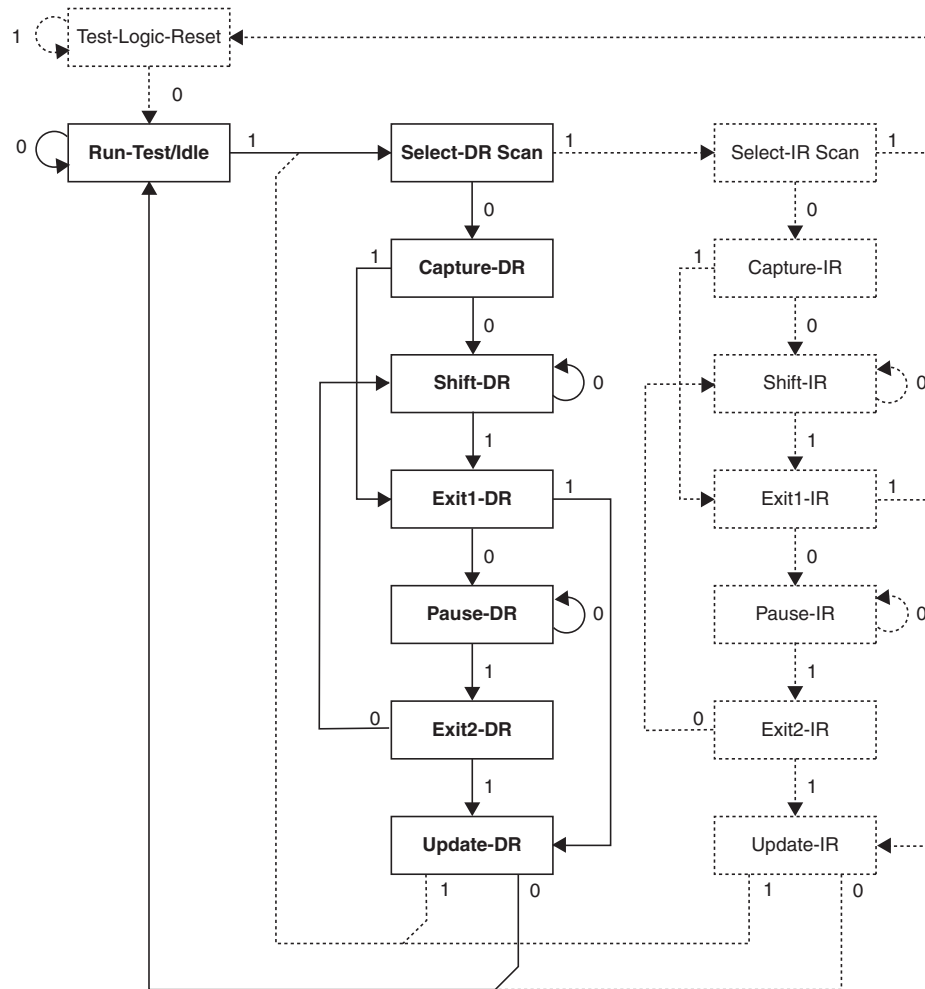 Test-Logic-Reset
1
0
Run-Test/Idle
0
1
Select-DR Scan
1
Select-IR Scan
1
0
0
1
Capture-DR
1
Capture-IR
0
0
Shift-DR
0
Shift-IR
0
1
1
Exit1-DR
1
Exit1-IR
1
0
0
Pause-DR
0
Pause-IR
0
1
1
0
Exit2-DR
0
Exit2-IR
1
1
Update-DR
Update-IR
1
0
1
0